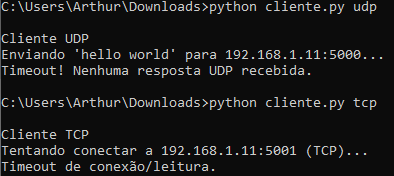 C:\Users\Arthur\Downloads>python cliente.py udp
Cliente UDP
Enviando 'hello world' para 192.168.1.11:5000...
Timeout! Nenhuma resposta UDP recebida.
C:\Users\Arthur\Downloads>python cliente.py tcp
Cliente TCP
Tentando conectar a 192.168.1.11:5001 (TCP)...
Timeout de conexão/leitura.